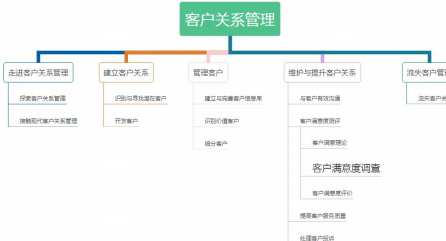 客户关系管理
走进客户关系管理
建立客户关系
管理客户
维护与提升客户关系
流失客户管
探索客户关系管理
接触现代客户关系管理
识别与寻找潜在客户
开发客户
建立与完善客户信息库
识别价值客户
细分客户
与客户有效沟通
客户满意度测评
客户满意理论
客户满意度调查
客户满意度评价
提高客户服务质量
处理客户投诉
流失客户关